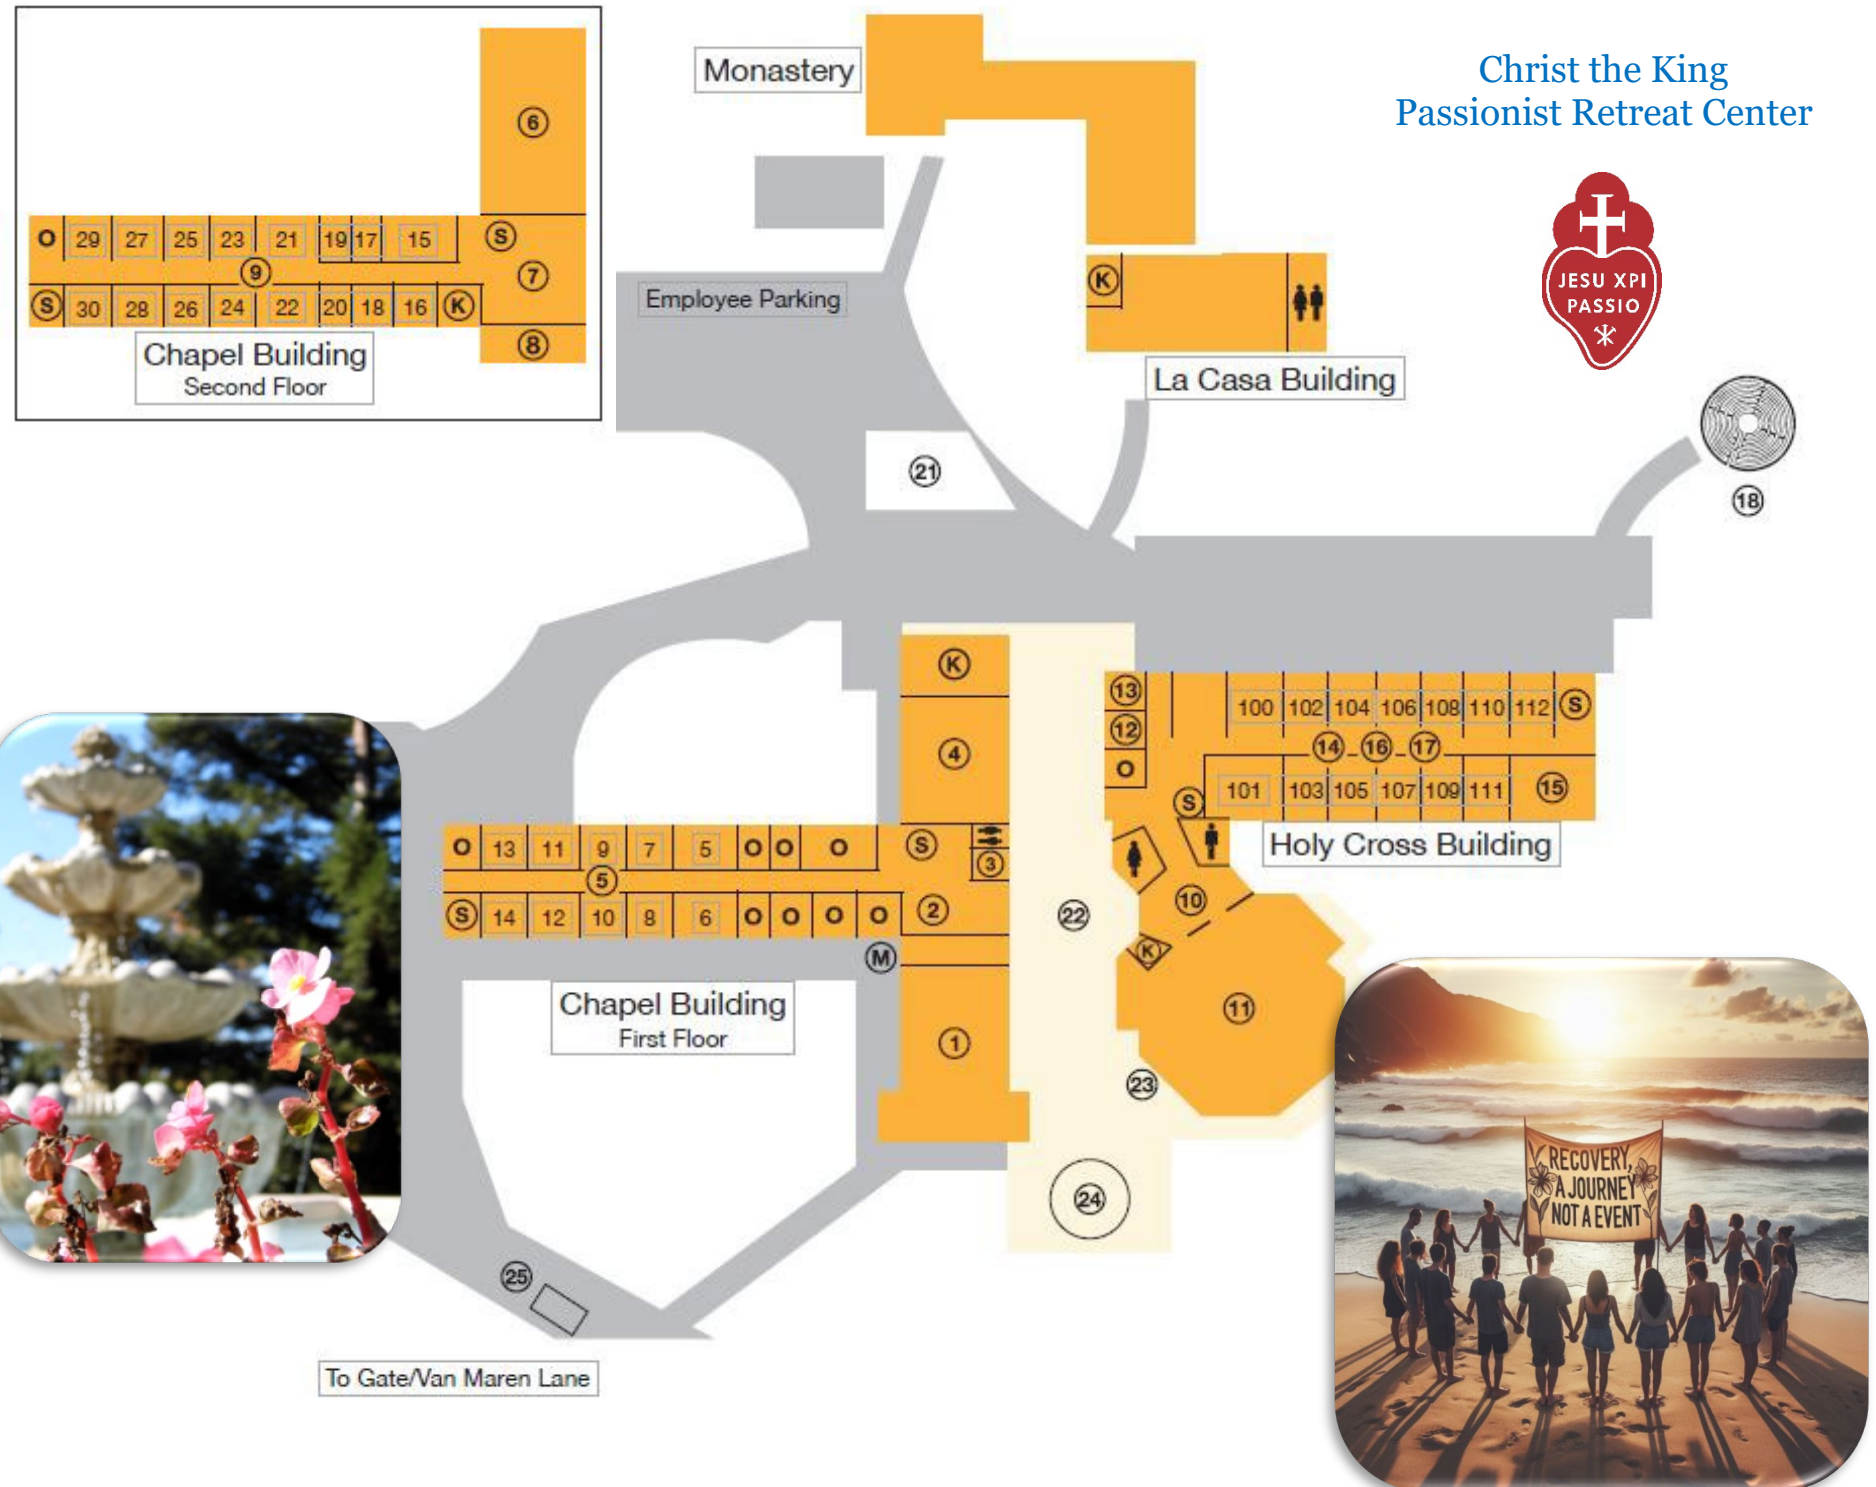 Christ the King
Passionist Retreat Center
JESU XPI
PASSIO
Monastery
6
O 29 27 25 23 21 19 17 15 S
9
7
S 30 28 26 24 22 20 18 16 K
8
Chapel Building
Second Floor
Employee Parking
K
La Casa Building
21
18
K
4
13
12
O
100 102 104 106 108 110 112 S
14 16 17
101 103 105 107 109 111 15
S
Holy Cross Building
O 13 11 9 7 5 O O O S
3
5
S 14 12 10 8 6 O O O O 2
M
Chapel Building
First Floor
1
22
10
K
11
23
24
25
To Gate/Van Maren Lane
RECOVERY,
A JOURNEY
NOT A EVENT